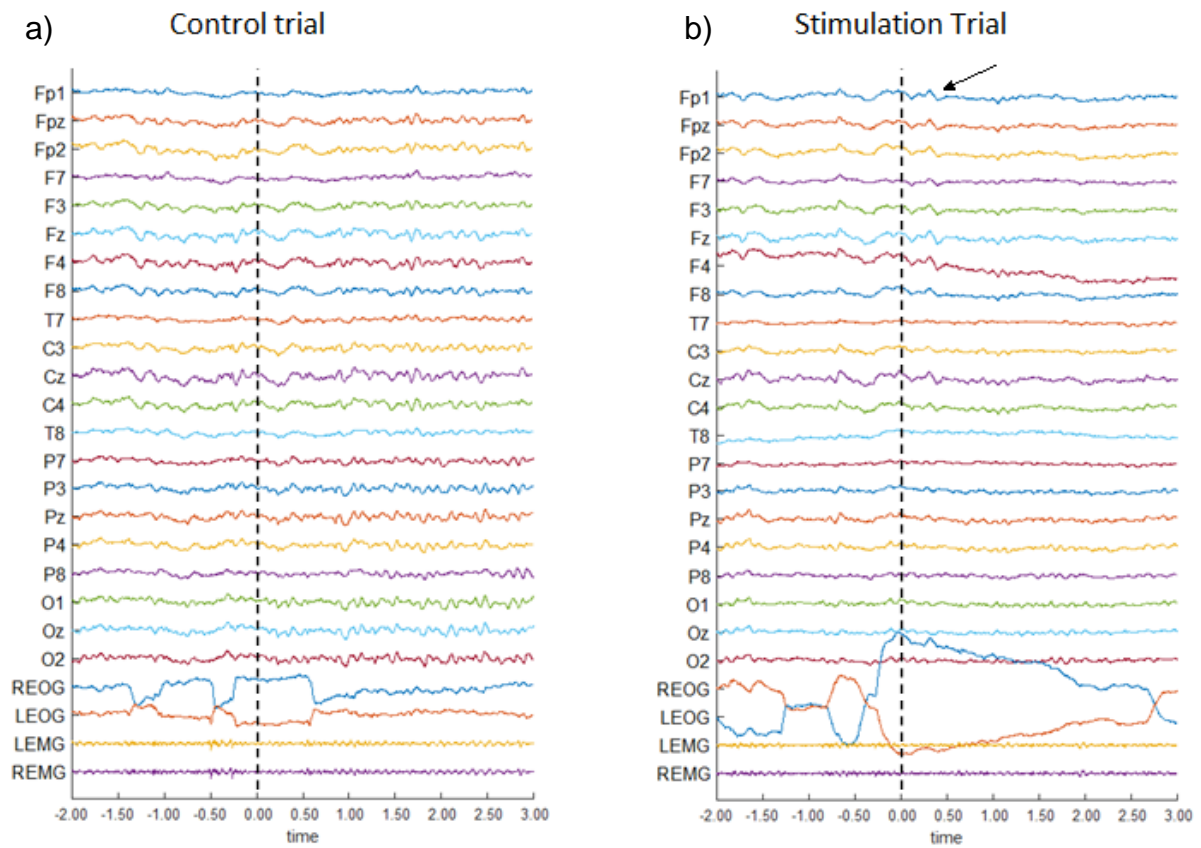 a) Control trial
Fp1
Fpz
Fp2
F7
F3
Fz
F4
F8
T7
C3
Cz
C4
T8
P7
P3
Pz
P4
P8
O1
Oz
O2
REOG
LEOG
LEMG
REMG
-2.00 -1.50 -1.00 -0.50 0.00 0.50 1.00 1.50 2.00 2.50 3.00
time
b) Stimulation Trial
Fp1
Fpz
Fp2
F7
F3
Fz
F4
F8
T7
C3
Cz
C4
T8
P7
P3
Pz
P4
P8
O1
Oz
O2
REOG
LEOG
LEMG
REMG
-2.00 -1.50 -1.00 -0.50 0.00 0.50 1.00 1.50 2.00 2.50 3.00
time